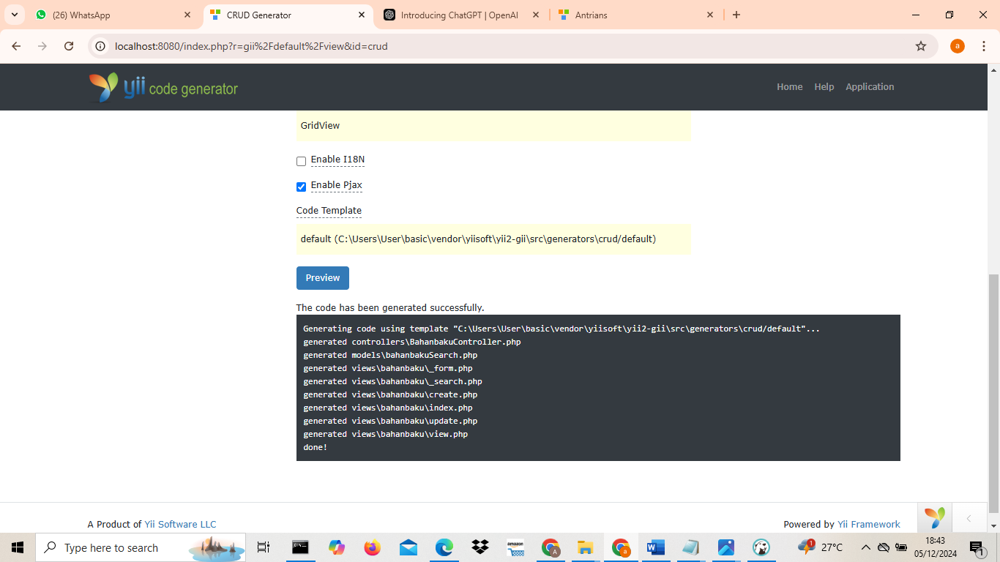 (26) WhatsApp
CRUD Generator
Introducing ChatGPT | OpenAI
Antrians
localhost:8080/index.php?r=gii%2Fdefault%2Fview&id=crud
a
yii code generator
Home Help Application
GridView
Enable I18N
Enable Pjax
Code Template
default (C:\Users\User\basic\vendor\yiisoft\yii2-gii\src\generators\crud/default)
Preview
The code has been generated successfully.
Generating code using template "C:\Users\User\basic\vendor\yiisoft\yii2-gii\src\generators\crud/default"...
generated controllers\BahanbakuController.php
generated models\bahanbakuSearch.php
generated views\bahanbaku\_form.php
generated views\bahanbaku\_search.php
generated views\bahanbaku\create.php
generated views\bahanbaku\index.php
generated views\bahanbaku\update.php
generated views\bahanbaku\view.php
done!
A Product of Yii Software LLC
Powered by Yii Framework
Type here to search
amazon
A
a
1
27°C
18:43
05/12/2024
1